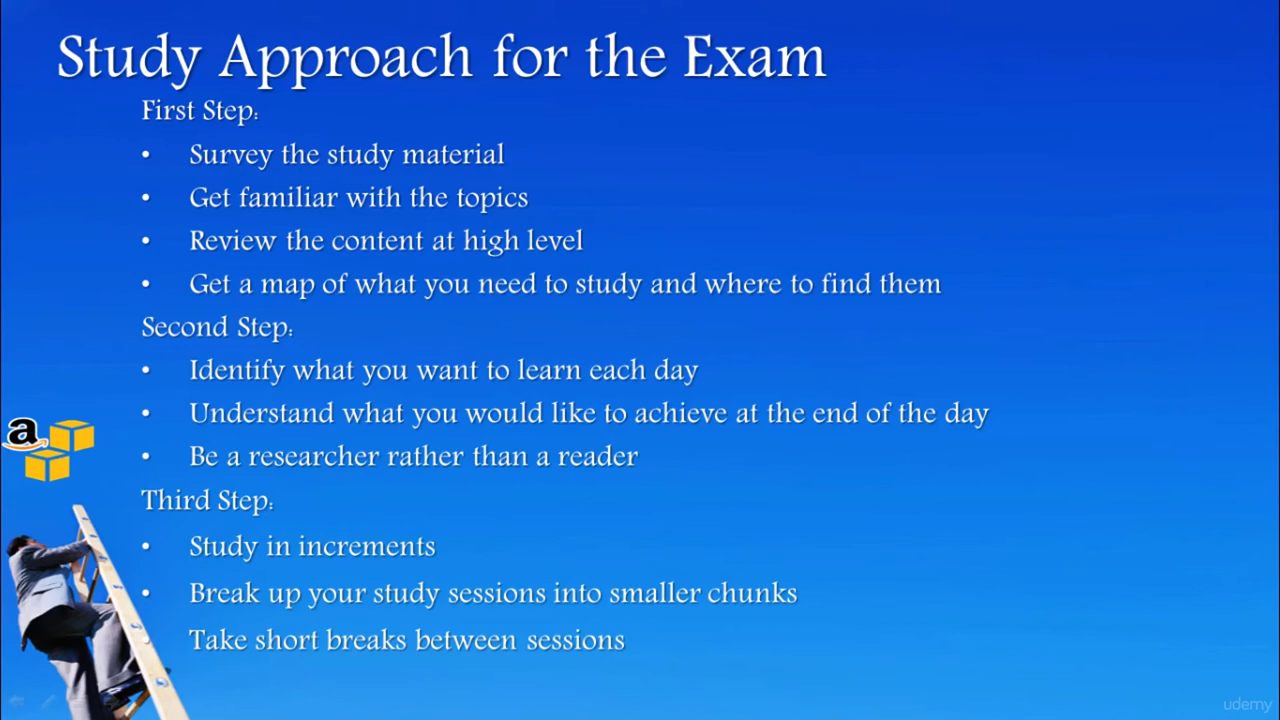 Study Approach for the Exam
First Step:
• Survey the study material
• Get familiar with the topics
• Review the content at high level
• Get a map of what you need to study and where to find them
Second Step:
• Identify what you want to learn each day
• Understand what you would like to achieve at the end of the day
• Be a researcher rather than a reader
Third Step:
• Study in increments
• Break up your study sessions into smaller chunks
Take short breaks between sessions
a
udemy